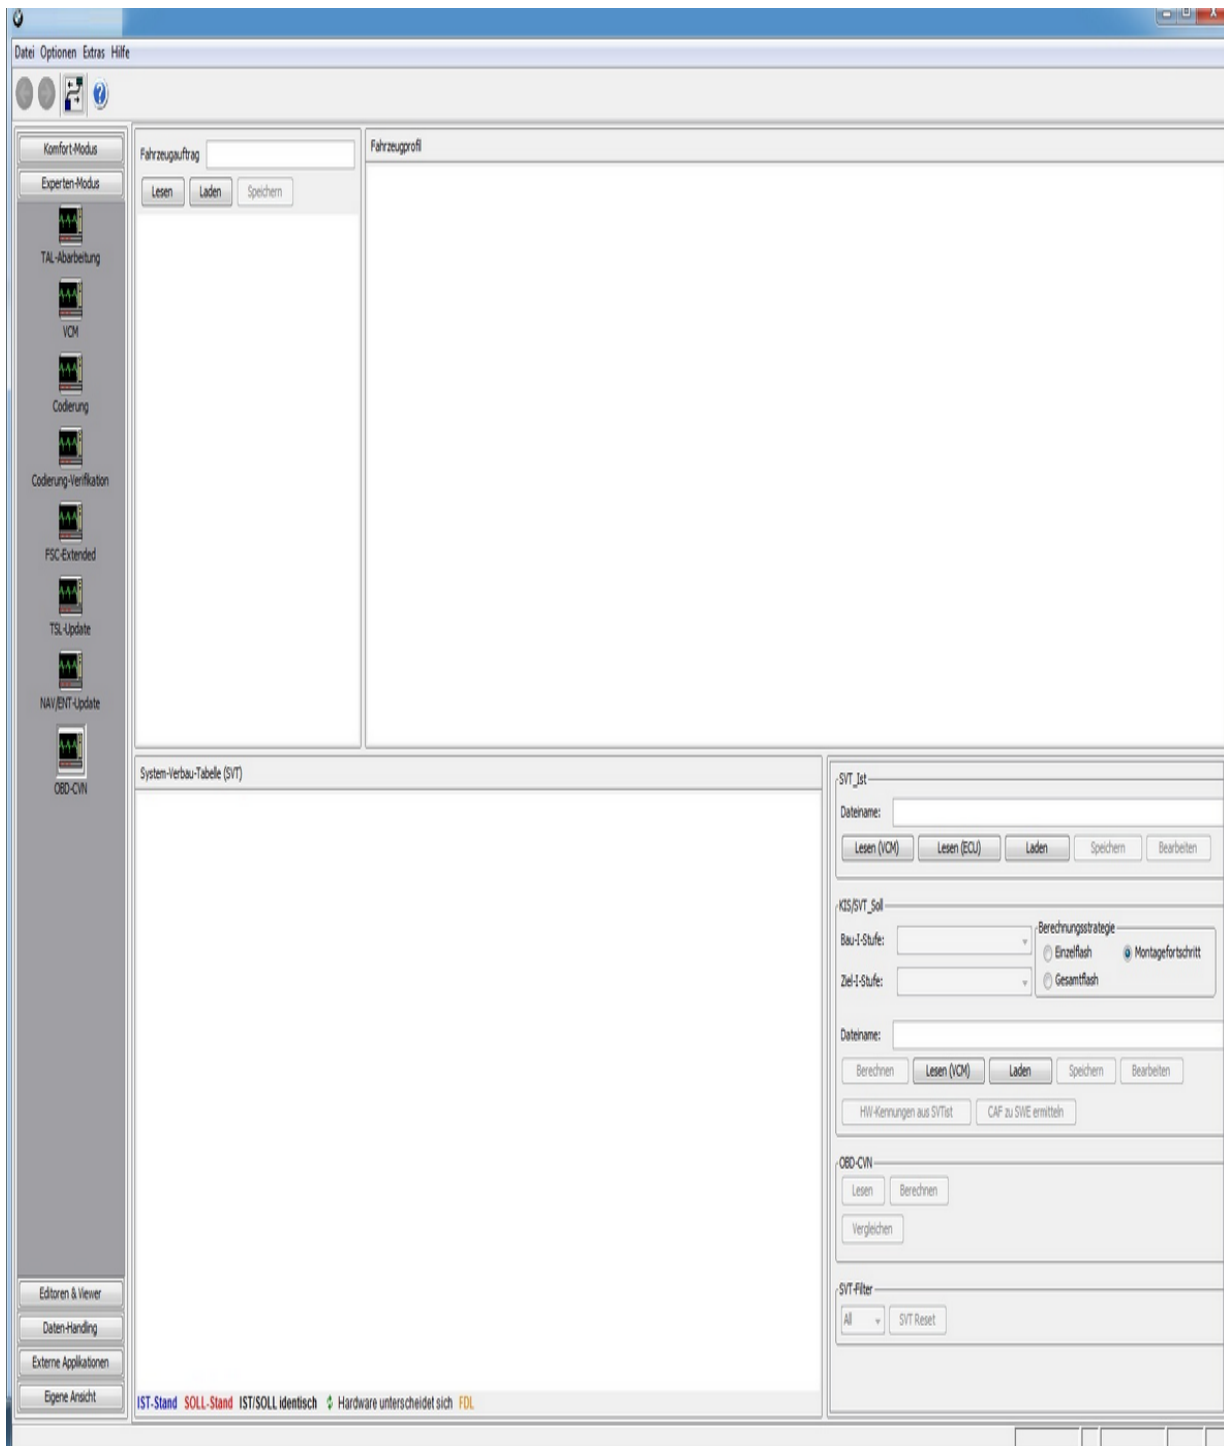 Datei Optionen Extras Hilfe
Komfort-Modus
Experten-Modus
TAL-Abarbeitung
VCM
Codierung
Codierung-Verifikation
FSC-Extended
TSL-Update
NAV/ENT-Update
OBD-CVN
Editoren & Viewer
Daten-Handling
Externe Applikationen
Eigene Ansicht
Fahrzeugauftrag
Lesen Laden Speichern
Fahrzeugprofil
System-Verbau-Tabelle (SVT)
IST-Stand SOLL-Stand IST/SOLL identisch Hardware unterscheidet sich FDL
SVT_Ist
Dateiname:
Lesen (VCM) Lesen (ECU) Laden Speichern Bearbeiten
KIS/SVT_Soll
Bau-I-Stufe:
Ziel-I-Stufe:
Berechnungsstrategie
Einzelflash Montagefortschritt
Gesamtflash
Dateiname:
Berechnen Lesen (VCM) Laden Speichern Bearbeiten
HW-Kennungen aus SVTist CAF zu SWE ermitteln
OBD-CVN
Lesen Berechnen
Vergleichen
SVT-Filter
All SVT Reset